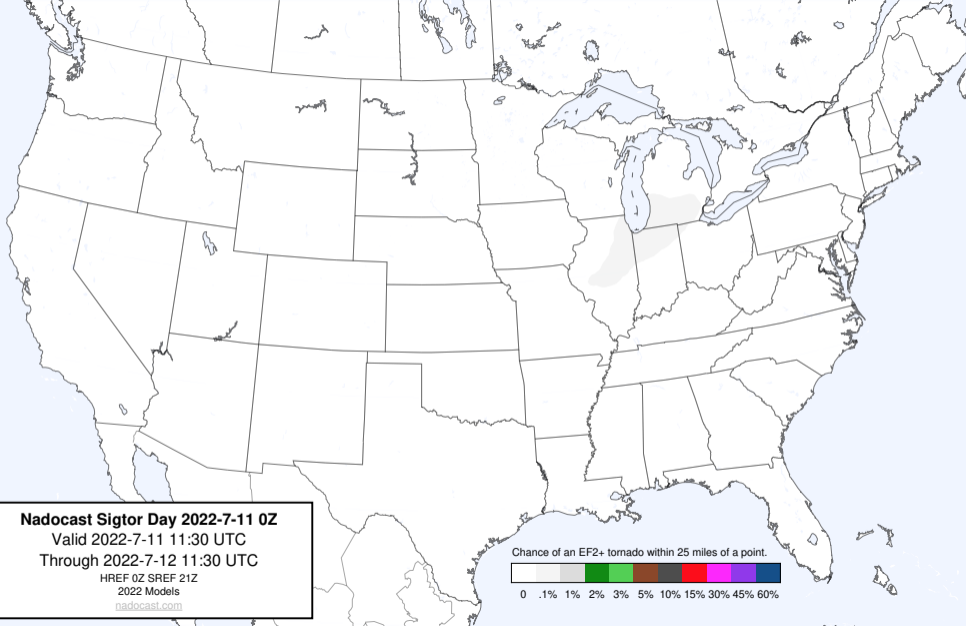 Nadocast Sigtor Day 2022-7-11 0Z
Valid 2022-7-11 11:30 UTC
Through 2022-7-12 11:30 UTC
HREF 0Z SREF 21Z
2022 Models
nadocast.com
Chance of an EF2+ tornado within 25 miles of a point.
0 .1% 1% 2% 3% 5% 10% 15% 30% 45% 60%